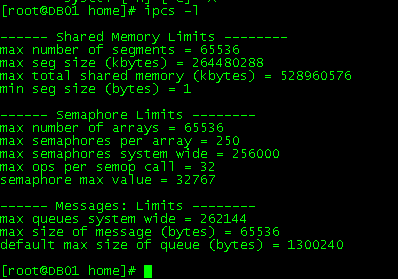 [root@DB01 home]# ipcs -l
------ Shared Memory Limits --------
max number of segments = 65536
max seg size (kbytes) = 264480288
max total shared memory (kbytes) = 528960576
min seg size (bytes) = 1
------ Semaphore Limits --------
max number of arrays = 65536
max semaphores per array = 250
max semaphores system wide = 256000
max ops per semop call = 32
semaphore max value = 32767
------ Messages: Limits --------
max queues system wide = 262144
max size of message (bytes) = 65536
default max size of queue (bytes) = 1300240
[root@DB01 home]#